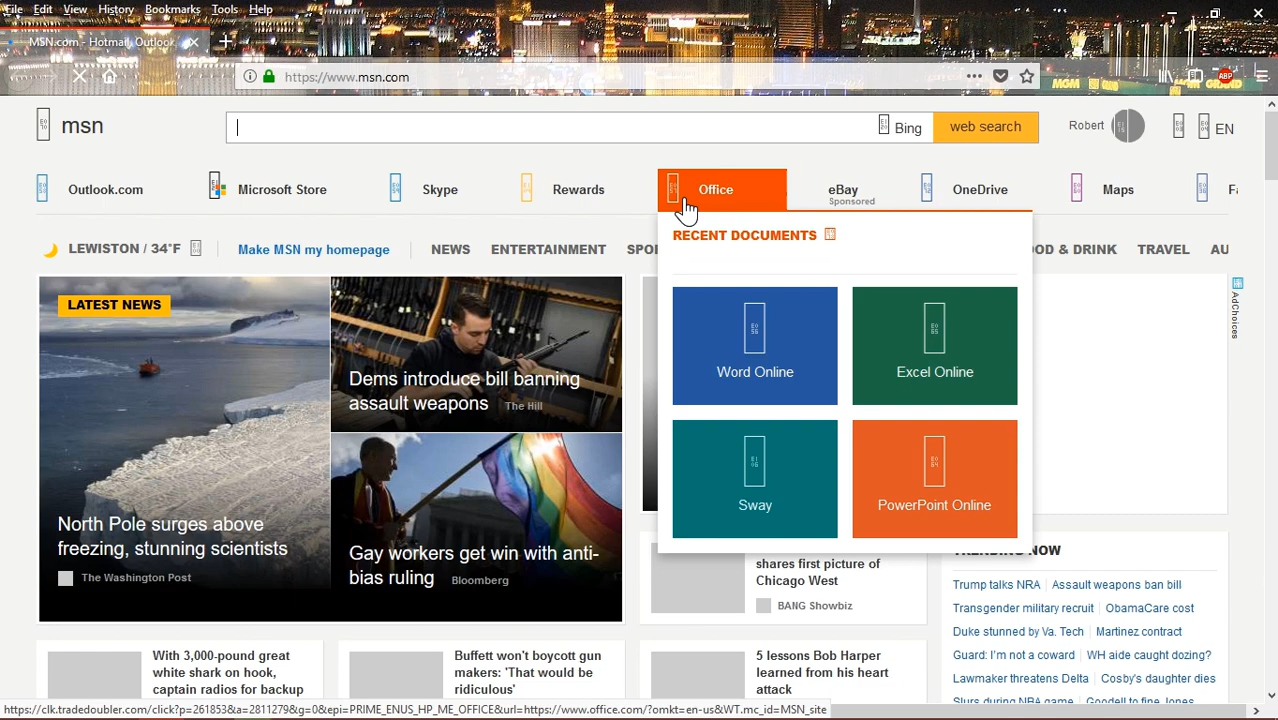 File Edit View History Bookmarks Tools Help
MSN.com - Hotmail, Outlook
https://www.msn.com
ABP
MGM GRAND
msn
Bing
web search
Robert
EN
Outlook.com
Microsoft Store
Skype
Rewards
Office
eBay
Sponsored
OneDrive
Maps
Fa
LEWISTON / 34°F
Make MSN my homepage
NEWS
ENTERTAINMENT
SPO
OOD & DRINK
TRAVEL
AU
RECENT DOCUMENTS
Word Online
Excel Online
Sway
PowerPoint Online
AdChoices
LATEST NEWS
North Pole surges above
freezing, stunning scientists
The Washington Post
Dems introduce bill banning
assault weapons The Hill
Gay workers get win with anti-
bias ruling Bloomberg
shares first picture of
Chicago West
BANG Showbiz
TRENDING NOW
Trump talks NRA Assault weapons ban bill
Transgender military recruit ObamaCare cost
Duke stunned by Va. Tech Martinez contract
Guard: I'm not a coward WH aide caught dozing?
Lawmaker threatens Delta Cosby's daughter dies
Slurs during NBA game Goodell to fine Jones
With 3,000-pound great
white shark on hook,
captain radios for backup
Buffett won't boycott gun
makers: 'That would be
ridiculous'
5 lessons Bob Harper
learned from his heart
attack
https://clk.tradedoubler.com/click?p=261853&a=2811279&g=0&epi=PRIME_ENUS_HP_ME_OFFICE&url=https://www.office.com/?omkt=en-us&WT.mc_id=MSN_site